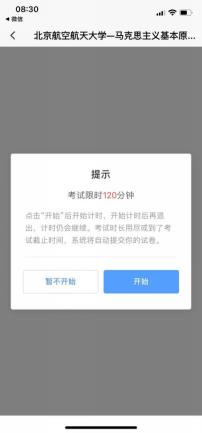 08:30
微信
北京航空航天大学—马克思主义基本原...
提示
考试限时120分钟
点击“开始”后开始计时，开始计时后再退
出，计时仍会继续。考试时长用尽或到了考
试截止时间，系统将自动提交你的试卷。
暂不开始
开始